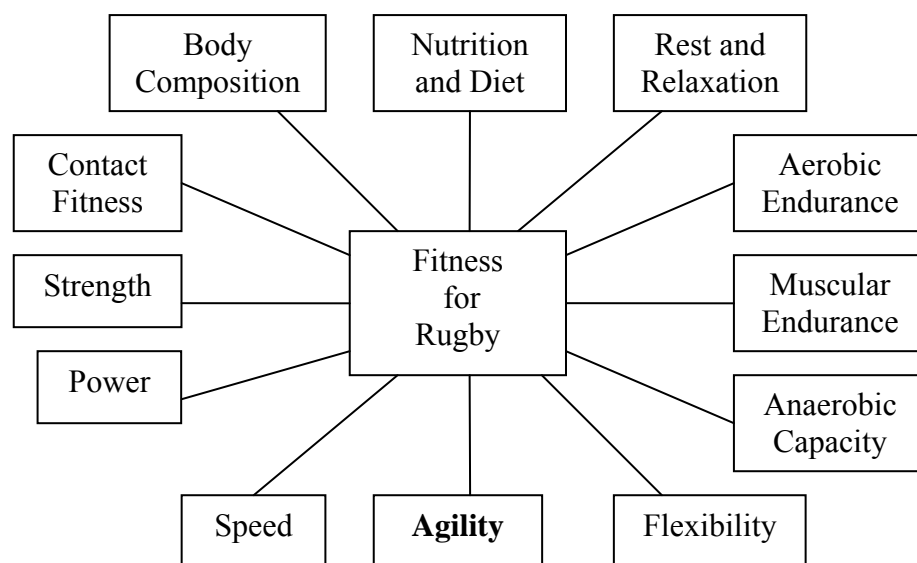 Body
Composition
Nutrition
and Diet
Rest and
Relaxation
Contact
Fitness
Aerobic
Endurance
Fitness
for
Rugby
Strength
Muscular
Endurance
Power
Anaerobic
Capacity
Speed
Agility
Flexibility